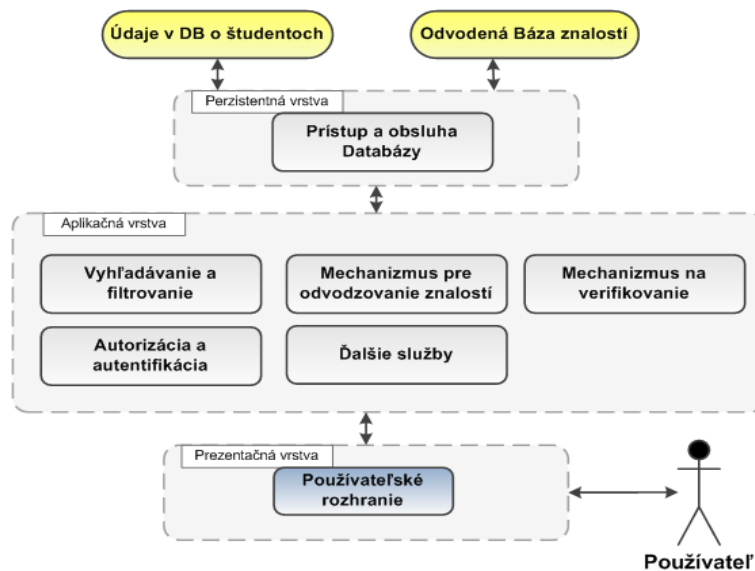 Údaje v DB o študentoch
Odvodená Báza znalostí
Perzistentná vrstva
Prístup a obsluha
Databázy
Aplikačná vrstva
Vyhľadávanie a
filtrovanie
Mechanizmus pre
odvodzovanie znalostí
Mechanizmus na
verifikovanie
Autorizácia a
autentifikácia
Ďalšie služby
Prezentačná vrstva
Používateľské
rozhranie
Používateľ